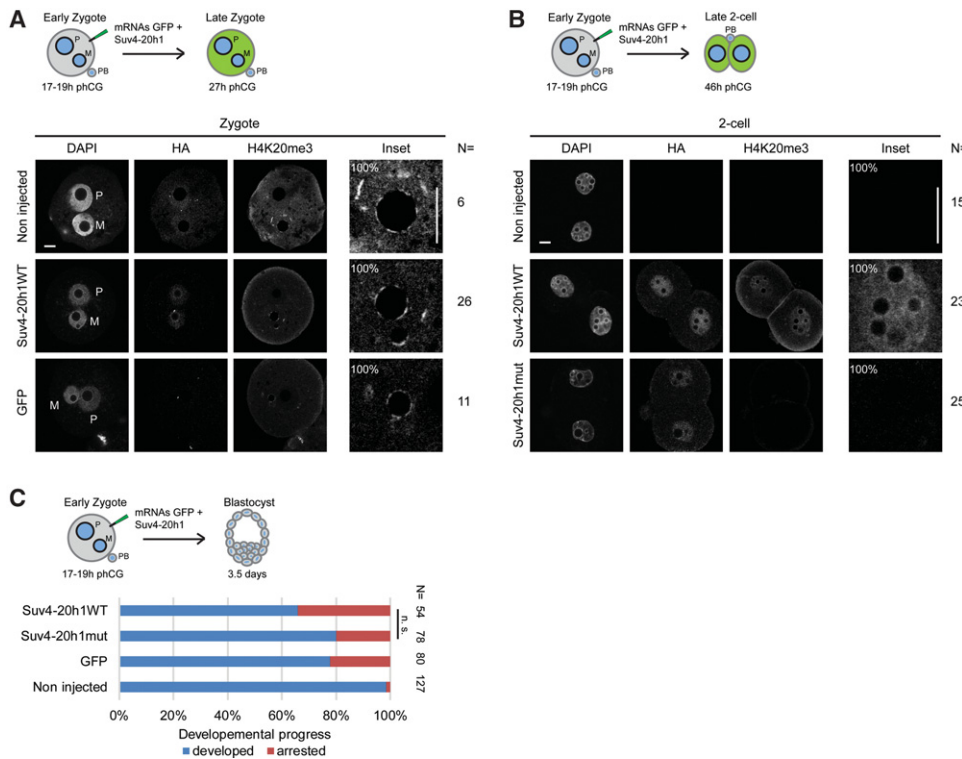 A
Early Zygote
mRNAs GFP +
Suv4-20h1
Late Zygote
P
M
PB
P
M
PB
17-19h phCG
27h phCG
Zygote
DAPI HA H4K20me3 Inset N=
Non injected
P
M
100%
6
Suv4-20h1WT
P
M
100%
26
GFP
M
P
100%
11
B
Early Zygote
mRNAs GFP +
Suv4-20h1
Late 2-cell
P
M
PB
PB
17-19h phCG
46h phCG
2-cell
DAPI HA H4K20me3 Inset N=
Non injected
100%
15
Suv4-20h1WT
100%
23
Suv4-20h1mut
100%
25
C
Early Zygote
mRNAs GFP +
Suv4-20h1
Blastocyst
P
M
PB
17-19h phCG
3.5 days
N=
Suv4-20h1WT 54
n. s.
Suv4-20h1mut 78
GFP 80
Non injected 127
0% 20% 40% 60% 80% 100%
Developemental progress
developed arrested